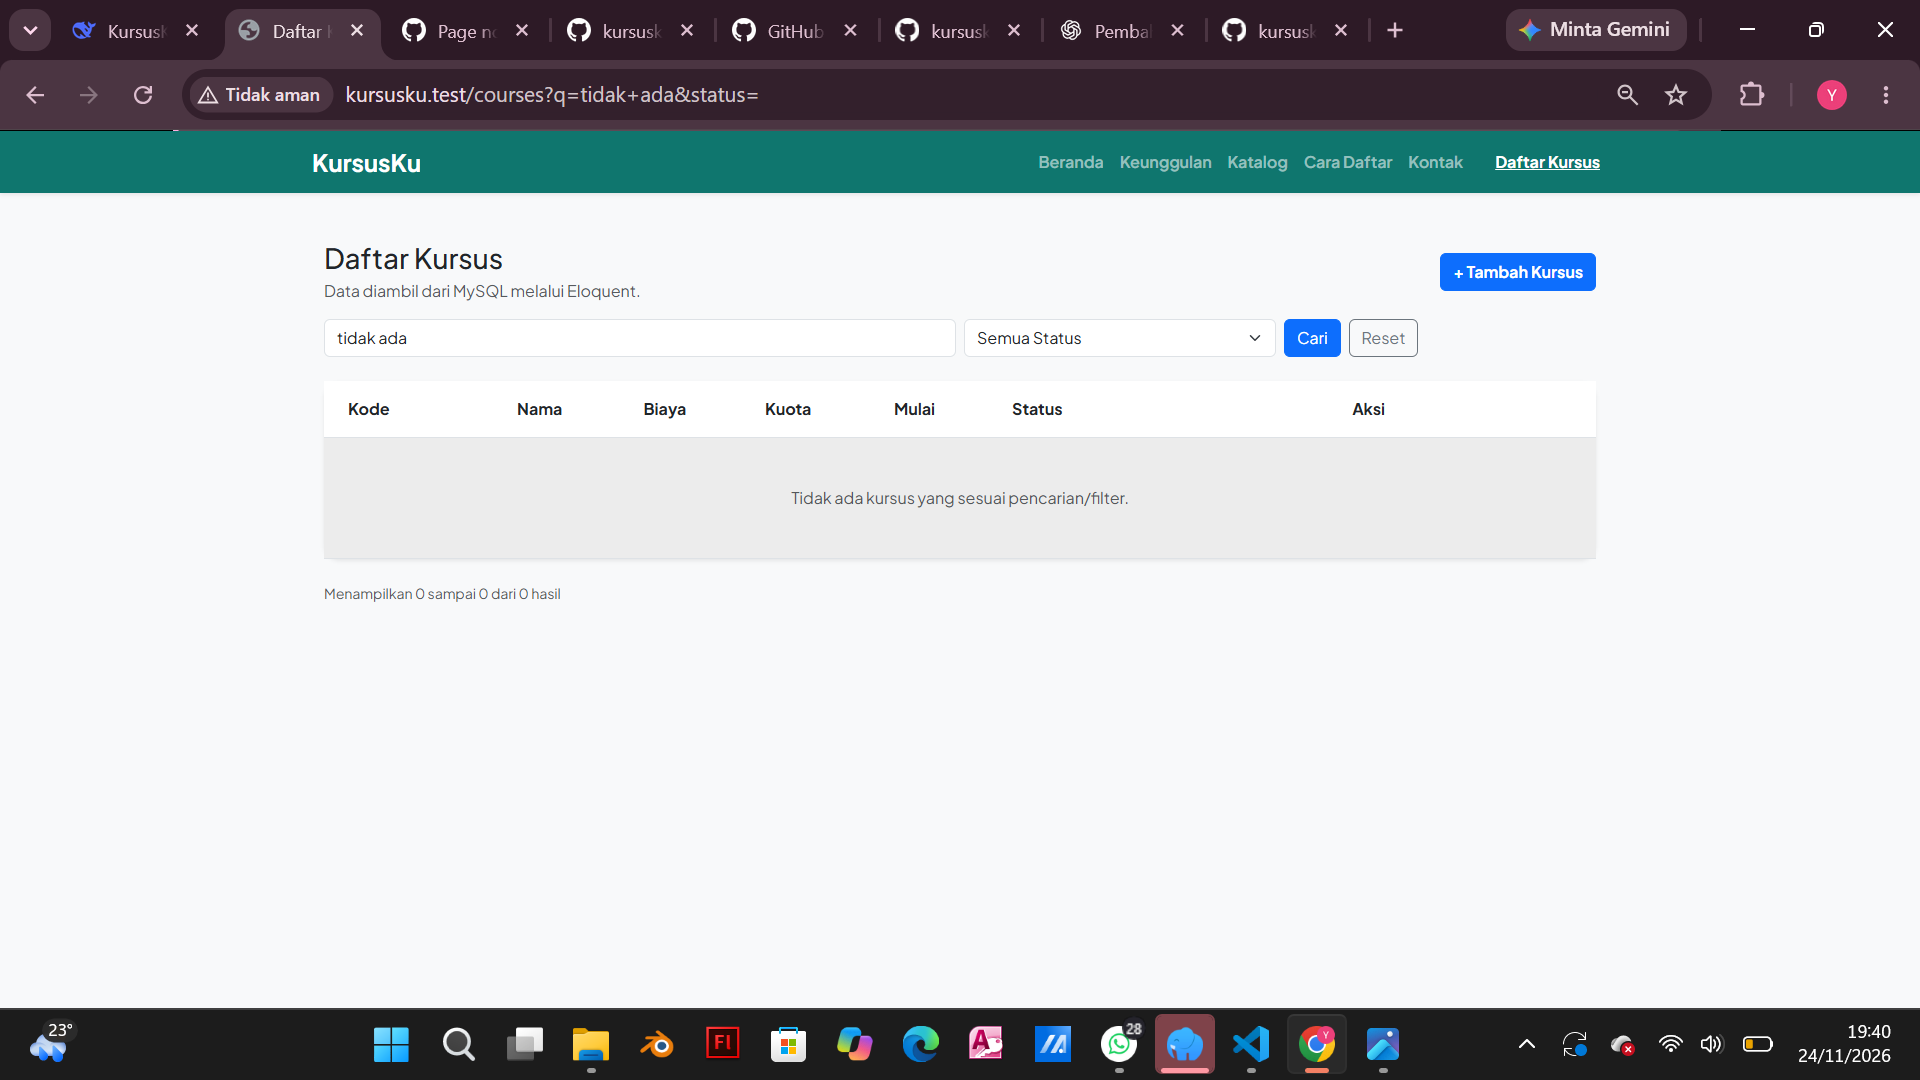 Kursusk
Daftar
Page no
kursusk
GitHub
kursusk
Pembal
kursusk
Minta Gemini
Tidak aman
kursusku.test/courses?q=tidak+ada&status=
Y
KursusKu
Beranda
Keunggulan
Katalog
Cara Daftar
Kontak
Daftar Kursus
Daftar Kursus
Data diambil dari MySQL melalui Eloquent.
+ Tambah Kursus
tidak ada
Semua Status
Cari
Reset
Kode
Nama
Biaya
Kuota
Mulai
Status
Aksi
Tidak ada kursus yang sesuai pencarian/filter.
Menampilkan 0 sampai 0 dari 0 hasil
23°
Fl
28
Y
19:40
24/11/2026